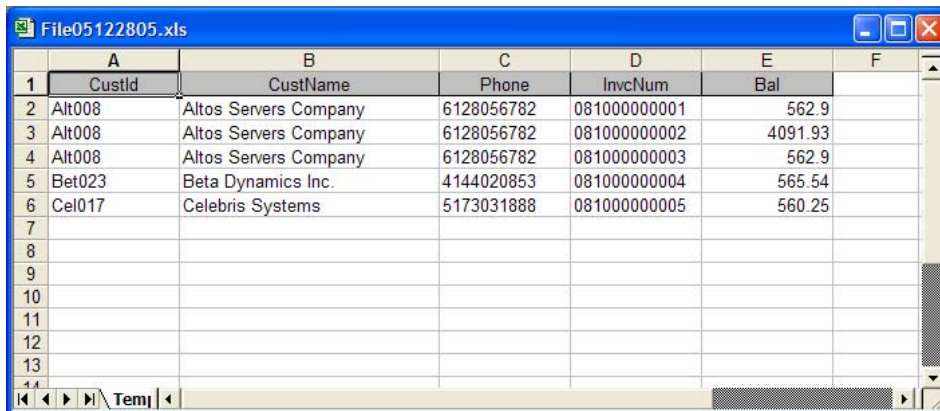 File05122805.xls
A B C D E F
1 CustId CustName Phone InvcNum Bal
2 Alt008 Altos Servers Company 6128056782 081000000001 562.9
3 Alt008 Altos Servers Company 6128056782 081000000002 4091.93
4 Alt008 Altos Servers Company 6128056782 081000000003 562.9
5 Bet023 Beta Dynamics Inc. 4144020853 081000000004 565.54
6 Cel017 Celebris Systems 5173031888 081000000005 560.25
7
8
9
10
11
12
13
14
Temp